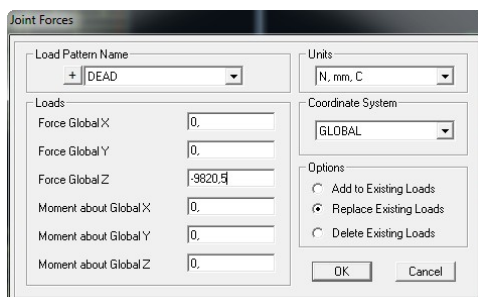 Joint Forces
Load Pattern Name
+ DEAD
Units
N, mm, C
Loads
Force Global X 0,
Force Global Y 0,
Force Global Z -9820,5
Moment about Global X 0,
Moment about Global Y 0,
Moment about Global Z 0,
Coordinate System
GLOBAL
Options
Add to Existing Loads
Replace Existing Loads
Delete Existing Loads
OK Cancel